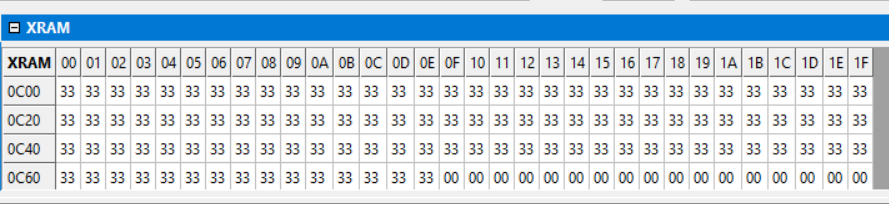 XRAM
XRAM 00 01 02 03 04 05 06 07 08 09 0A 0B 0C 0D 0E 0F 10 11 12 13 14 15 16 17 18 19 1A 1B 1C 1D 1E 1F
0C00 33 33 33 33 33 33 33 33 33 33 33 33 33 33 33 33 33 33 33 33 33 33 33 33 33 33 33 33 33 33 33 33
0C20 33 33 33 33 33 33 33 33 33 33 33 33 33 33 33 33 33 33 33 33 33 33 33 33 33 33 33 33 33 33 33 33
0C40 33 33 33 33 33 33 33 33 33 33 33 33 33 33 33 33 33 33 33 33 33 33 33 33 33 33 33 33 33 33 33 33
0C60 33 33 33 33 33 33 33 33 33 33 33 33 33 33 33 00 00 00 00 00 00 00 00 00 00 00 00 00 00 00 00 00